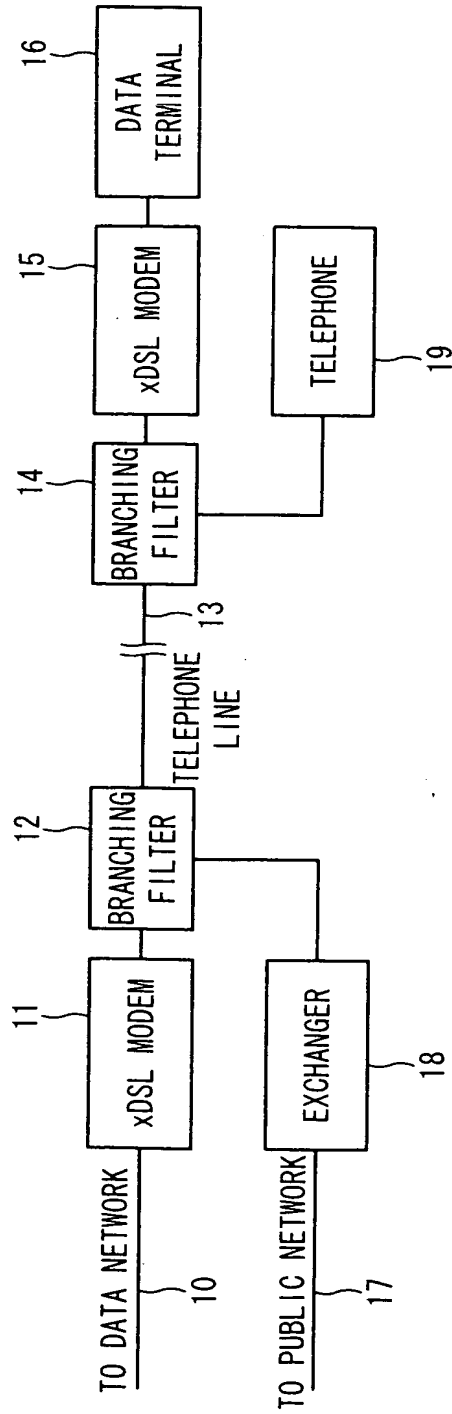 TO DATA NETWORK
10
11
xDSL MODEM
12
BRANCHING
FILTER
TELEPHONE
LINE
13
14
BRANCHING
FILTER
15
xDSL MODEM
16
DATA
TERMINAL
TO PUBLIC NETWORK
17
EXCHANGER
18
TELEPHONE
19